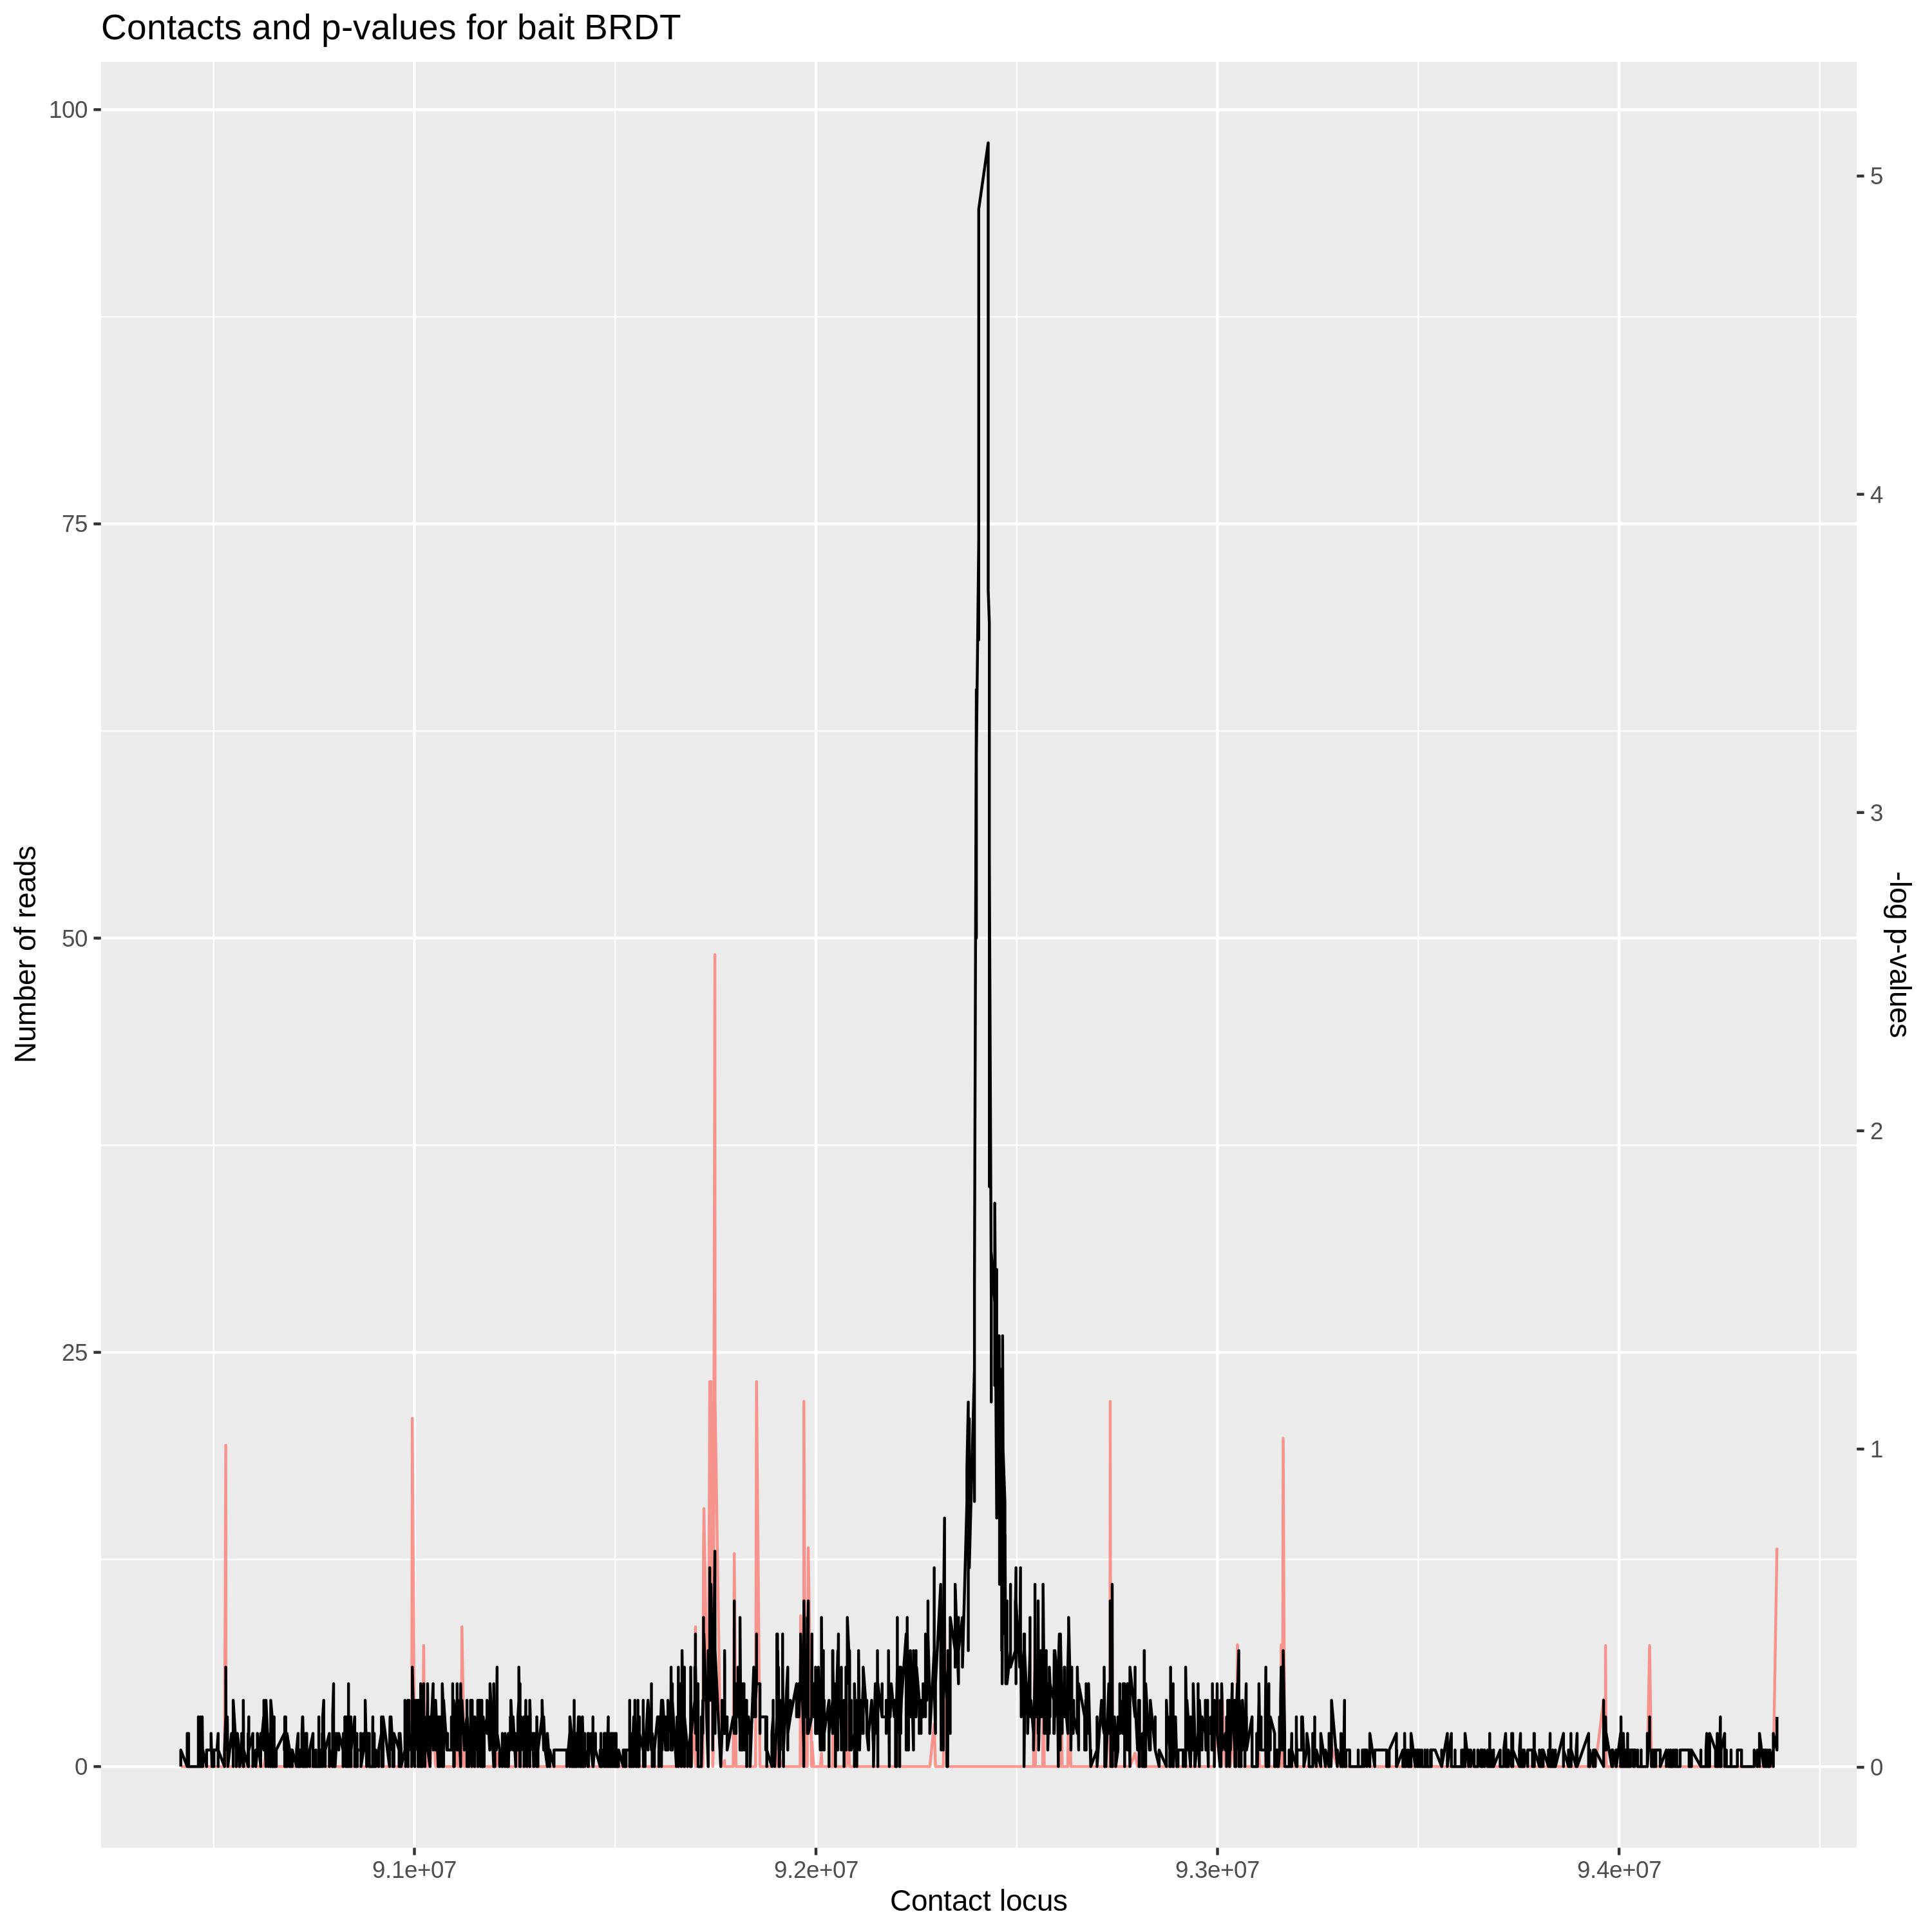 Contacts and p-values for bait BRDT
100
75
50
25
0
Number of reads
5
4
3
2
1
0
-log p-values
9.1e+07
9.2e+07
9.3e+07
9.4e+07
Contact locus